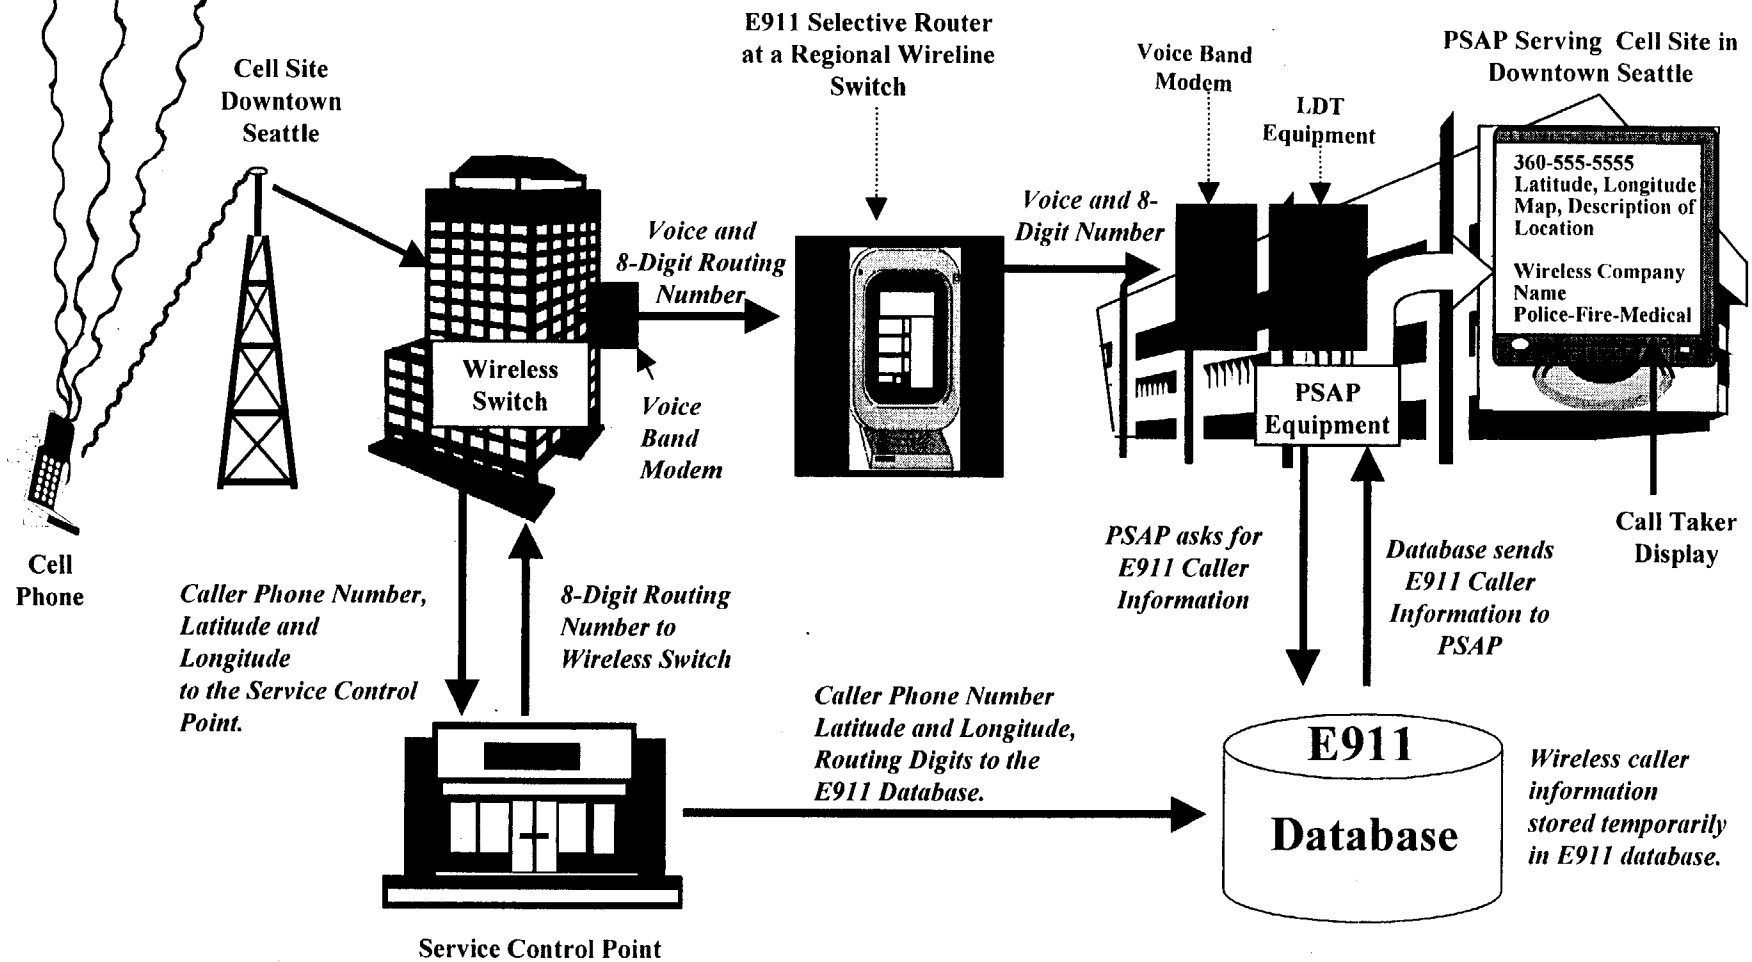 E911 Selective Router
at a Regional Wireline
Switch
Cell Site
Downtown
Seattle
Voice Band
Modem
LDT
Equipment
PSAP Serving Cell Site in
Downtown Seattle
360-555-5555
Latitude, Longitude
Map, Description of
Location
Wireless Company
Name
Police-Fire-Medical
Voice and
8-Digit Routing
Number
Voice and 8-
Digit Number
Wireless
Switch
Voice
Band
Modem
PSAP
Equipment
Call Taker
Display
Cell
Phone
Caller Phone Number,
Latitude and
Longitude
to the Service Control
Point.
8-Digit Routing
Number to
Wireless Switch
PSAP asks for
E911 Caller
Information
Database sends
E911 Caller
Information to
PSAP
Caller Phone Number
Latitude and Longitude,
Routing Digits to the
E911 Database.
E911
Database
Wireless caller
information
stored temporarily
in E911 database.
Service Control Point